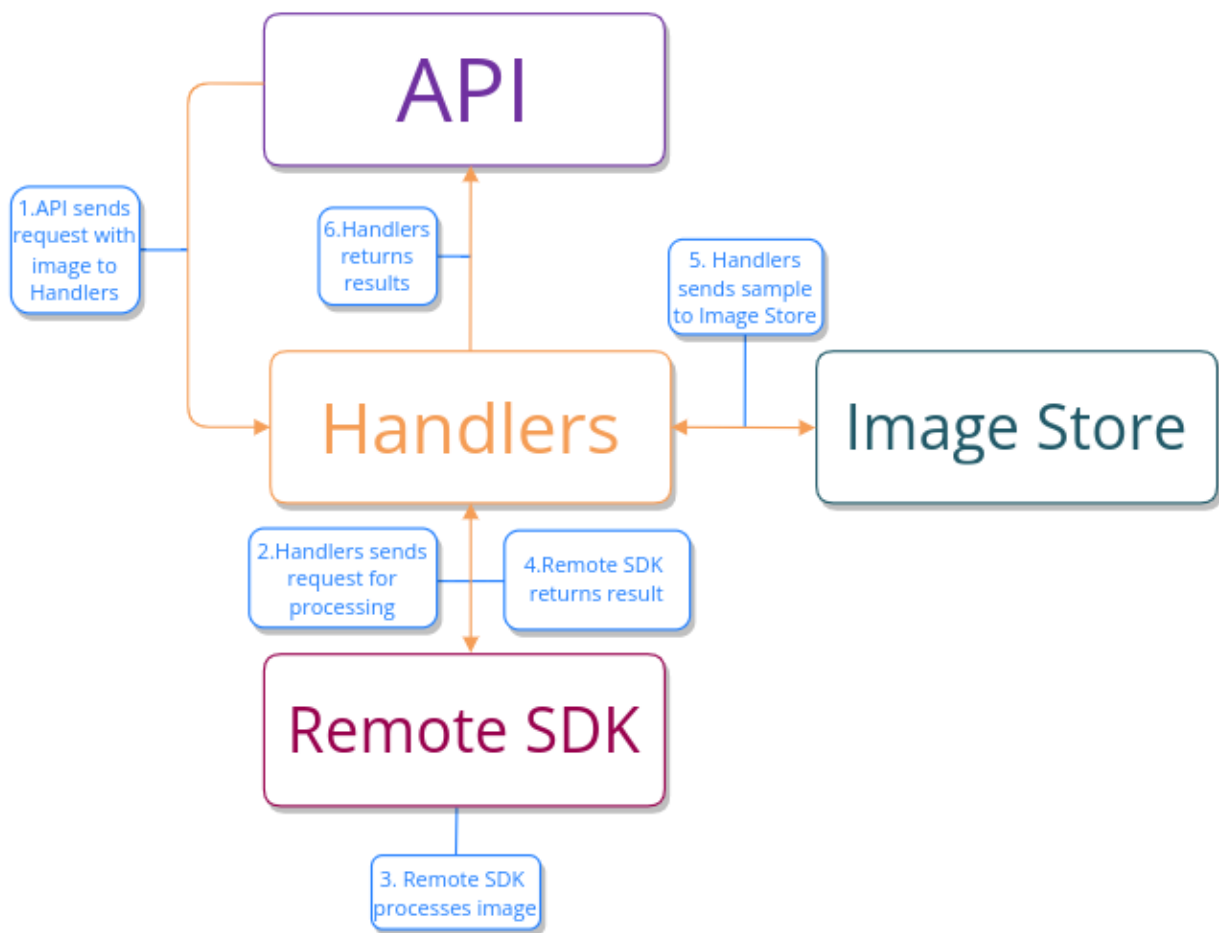 API
1.API sends
request with
image to
Handlers
6.Handlers
returns
results
5. Handlers
sends sample
to Image Store
Handlers
Image Store
2.Handlers sends
request for
processing
4.Remote SDK
returns result
Remote SDK
3. Remote SDK
processes image